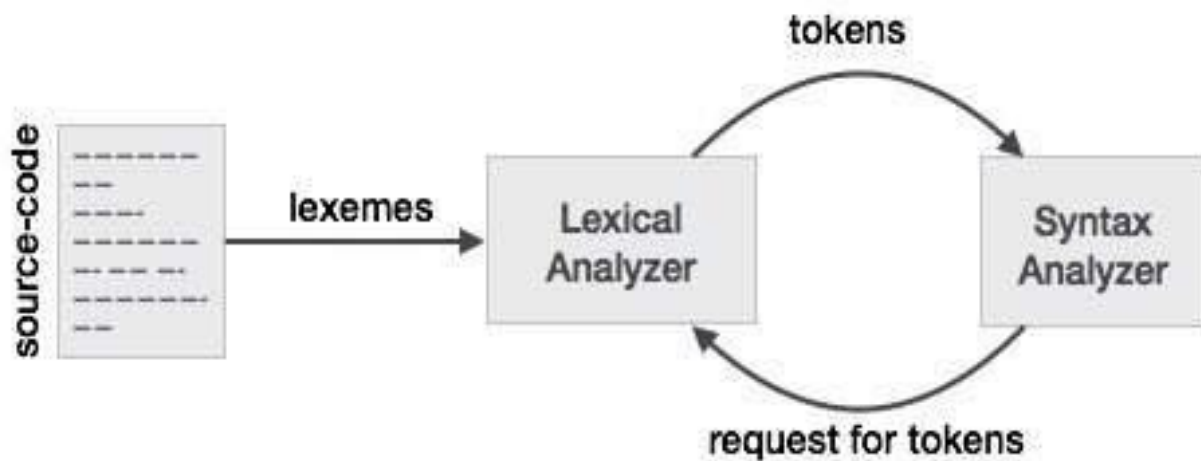 tokens
source-code
lexemes
Lexical
Analyzer
Syntax
Analyzer
request for tokens